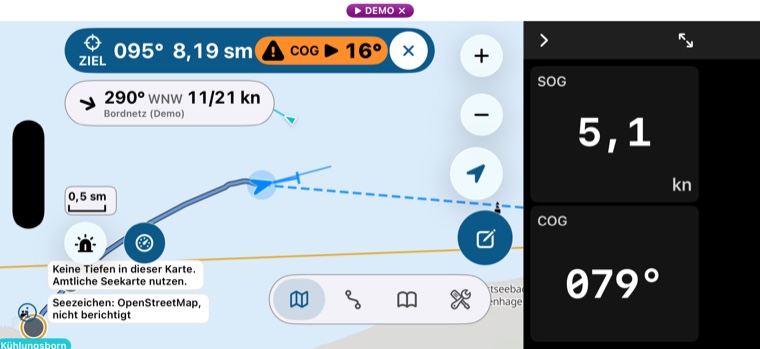 DEMO ×
ZIEL 095° 8,19 sm COG 16°
290° WNW 11/21 kn
Bordnetz (Demo)
0,5 sm
Keine Tiefen in dieser Karte.
Amtliche Seekarte nutzen.
Seezeichen: OpenStreetMap,
nicht berichtigt
Kühlungsborn
SOG
5,1
kn
COG
079°